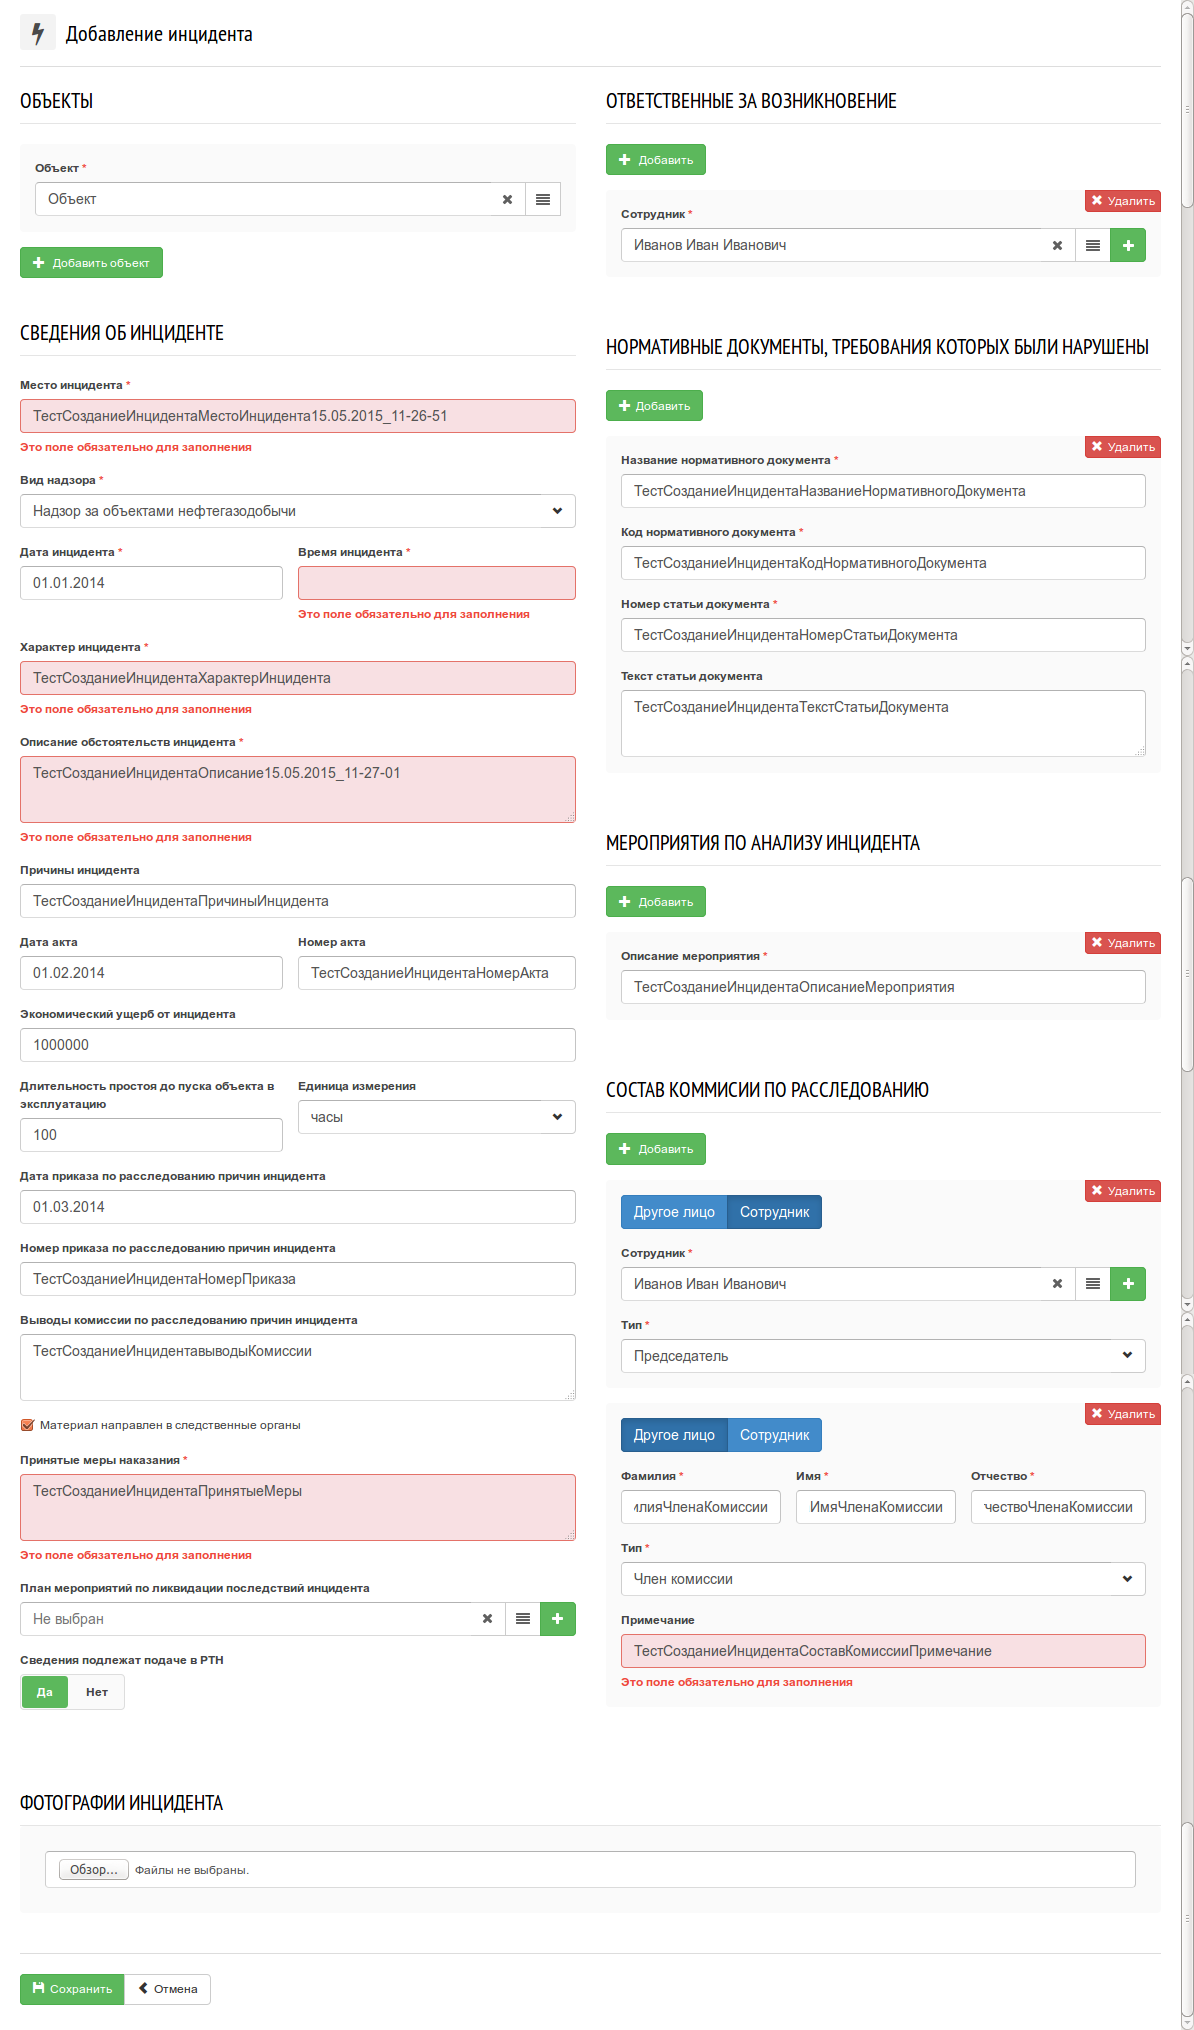 Добавление инцидента
ОБЪЕКТЫ
Объект *
Объект
Добавить объект
СВЕДЕНИЯ ОБ ИНЦИДЕНТЕ
Место инцидента *
ТестСозданиеИнцидентаМестоИнцидента15.05.2015_11-26-51
Это поле обязательно для заполнения
Вид надзора *
Надзор за объектами нефтегазодобычи
Дата инцидента * Время инцидента *
01.01.2014
Это поле обязательно для заполнения
Характер инцидента *
ТестСозданиеИнцидентаХарактерИнцидента
Это поле обязательно для заполнения
Описание обстоятельств инцидента *
ТестСозданиеИнцидентаОписание15.05.2015_11-27-01
Это поле обязательно для заполнения
Причины инцидента
ТестСозданиеИнцидентаПричиныИнцидента
Дата акта Номер акта
01.02.2014 ТестСозданиеИнцидентаНомерАкта
Экономический ущерб от инцидента
1000000
Длительность простоя до пуска объекта в Единица измерения
эксплуатацию
часы
100
Дата приказа по расследованию причин инцидента
01.03.2014
Номер приказа по расследованию причин инцидента
ТестСозданиеИнцидентаНомерПриказа
Выводы комиссии по расследованию причин инцидента
ТестСозданиеИнцидентавыводыКомиссии
Материал направлен в следственные органы
Принятые меры наказания *
ТестСозданиеИнцидентаПринятыеМеры
Это поле обязательно для заполнения
План мероприятий по ликвидации последствий инцидента
Не выбран
Сведения подлежат подаче в РТН
Да Нет
ОТВЕТСТВЕННЫЕ ЗА ВОЗНИКНОВЕНИЕ
Добавить
Удалить
Сотрудник *
Иванов Иван Иванович
НОРМАТИВНЫЕ ДОКУМЕНТЫ, ТРЕБОВАНИЯ КОТОРЫХ БЫЛИ НАРУШЕНЫ
Добавить
Удалить
Название нормативного документа *
ТестСозданиеИнцидентаНазваниеНормативногоДокумента
Код нормативного документа *
ТестСозданиеИнцидентаКодНормативногоДокумента
Номер статьи документа *
ТестСозданиеИнцидентаНомерСтатьиДокумента
Текст статьи документа
ТестСозданиеИнцидентаТекстСтатьиДокумента
МЕРОПРИЯТИЯ ПО АНАЛИЗУ ИНЦИДЕНТА
Добавить
Удалить
Описание мероприятия *
ТестСозданиеИнцидентаОписаниеМероприятия
СОСТАВ КОММИСИИ ПО РАССЛЕДОВАНИЮ
Добавить
Удалить
Другое лицо Сотрудник
Сотрудник *
Иванов Иван Иванович
Тип *
Председатель
Удалить
Другое лицо Сотрудник
Фамилия * Имя * Отчество *
илияЧленаКомиссии ИмяЧленаКомиссии чествоЧленаКомиссии
Тип *
Член комиссии
Примечание
ТестСозданиеИнцидентаСоставКомиссииПримечание
Это поле обязательно для заполнения
ФОТОГРАФИИ ИНЦИДЕНТА
Обзор... Файлы не выбраны.
Сохранить Отмена